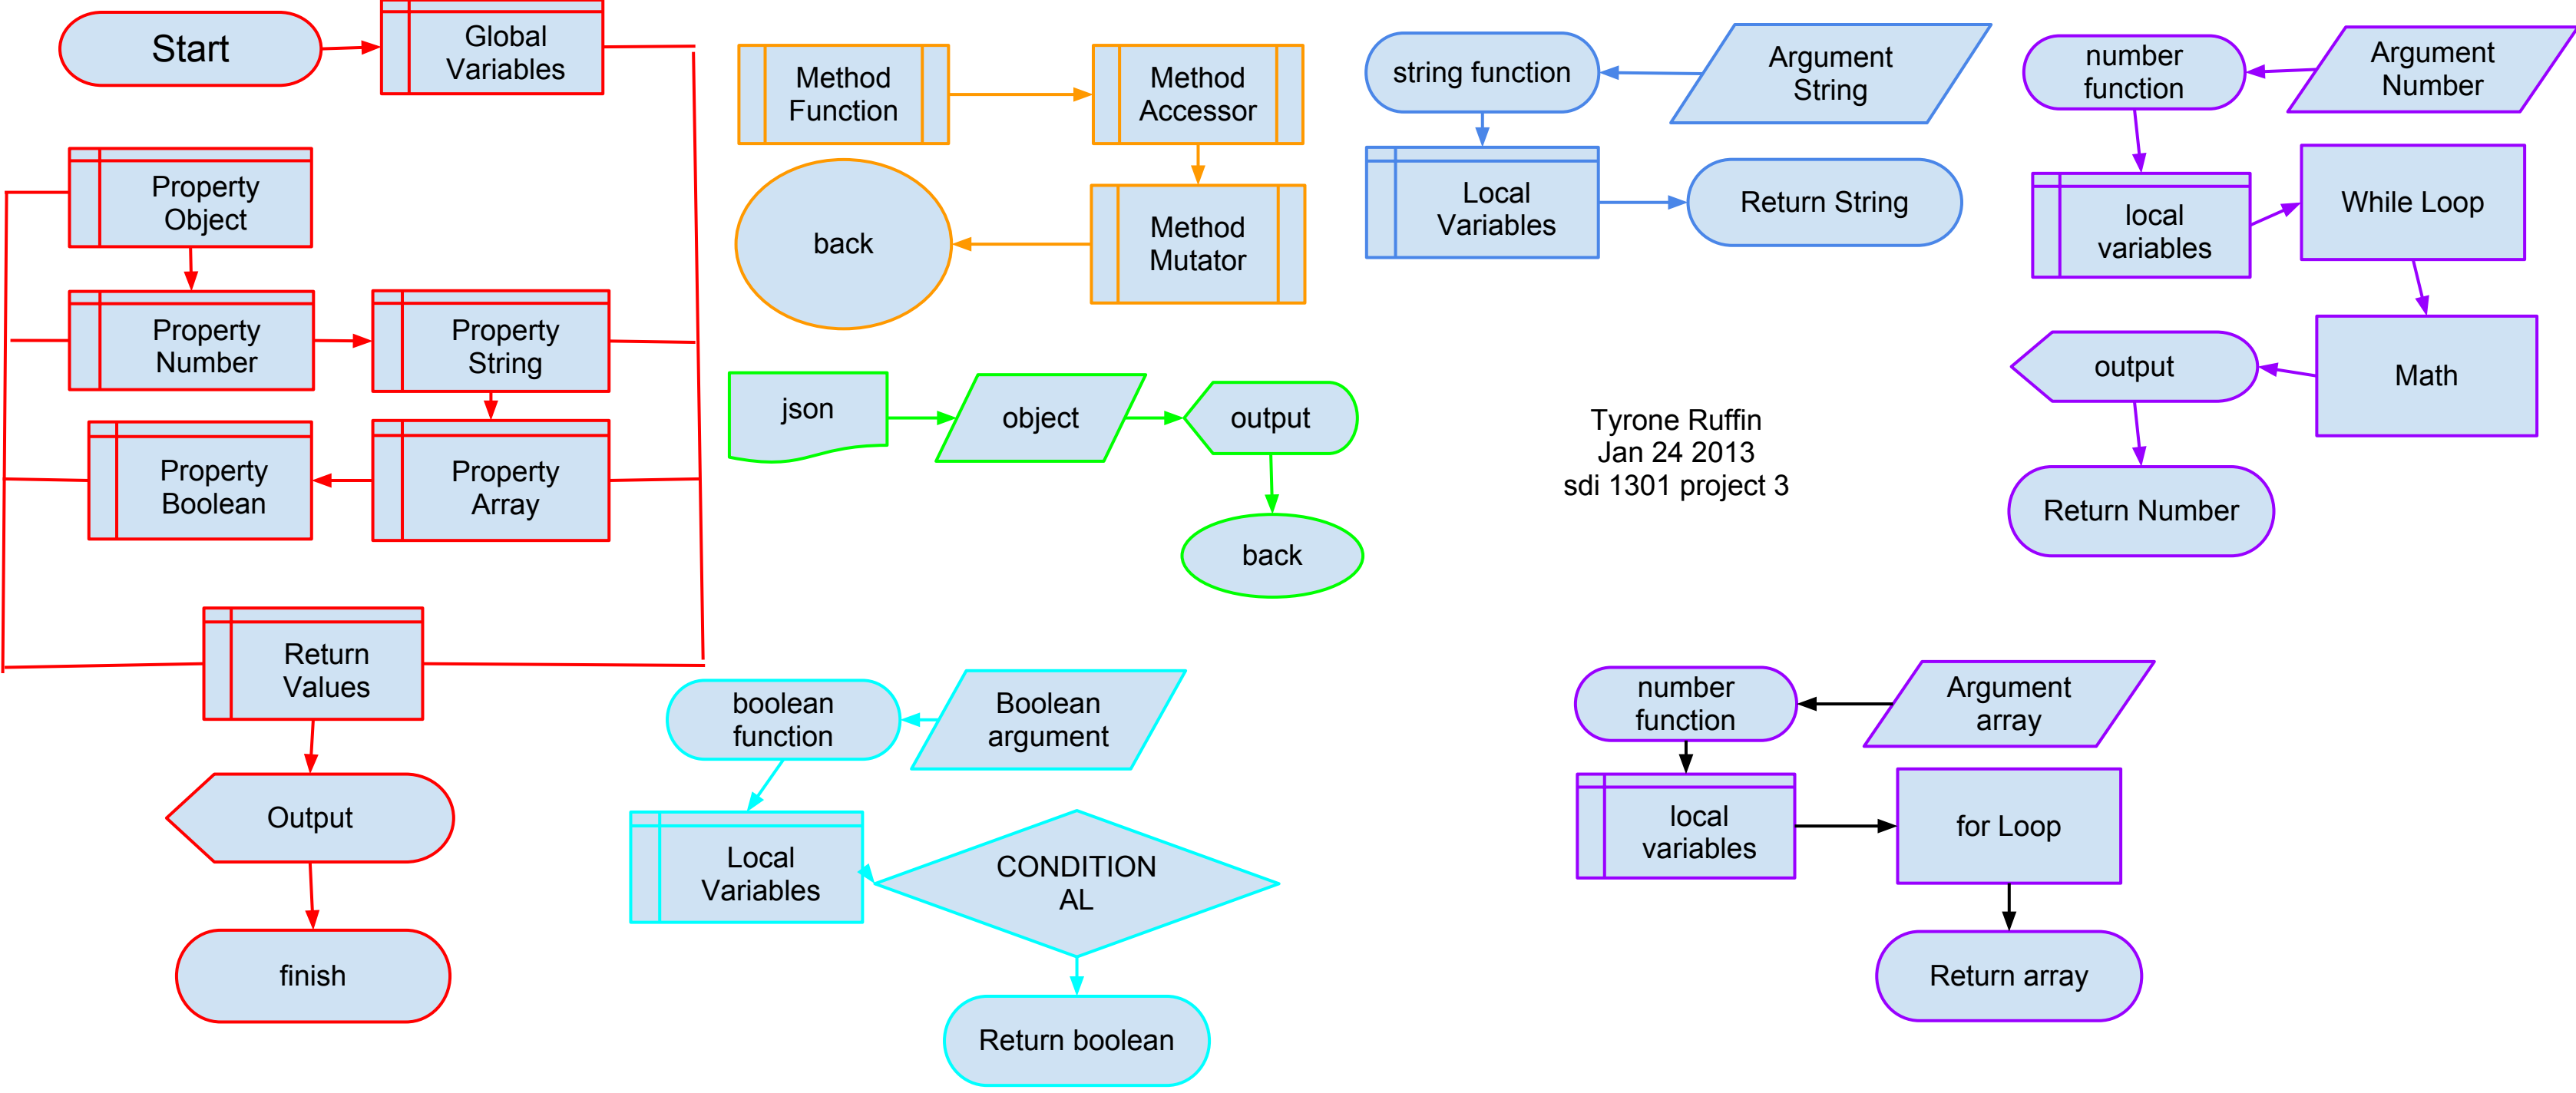 Start
Global
Variables
Property
Object
Property
Number
Property
String
Property
Boolean
Property
Array
Return
Values
Output
finish
Method
Function
Method
Accessor
back
Method
Mutator
json
object
output
back
boolean
function
Boolean
argument
Local
Variables
CONDITION
AL
Return boolean
string function
Argument
String
Local
Variables
Return String
Tyrone Ruffin
Jan 24 2013
sdi 1301 project 3
number
function
Argument
Number
local
variables
While Loop
output
Math
Return Number
number
function
Argument
array
local
variables
for Loop
Return array